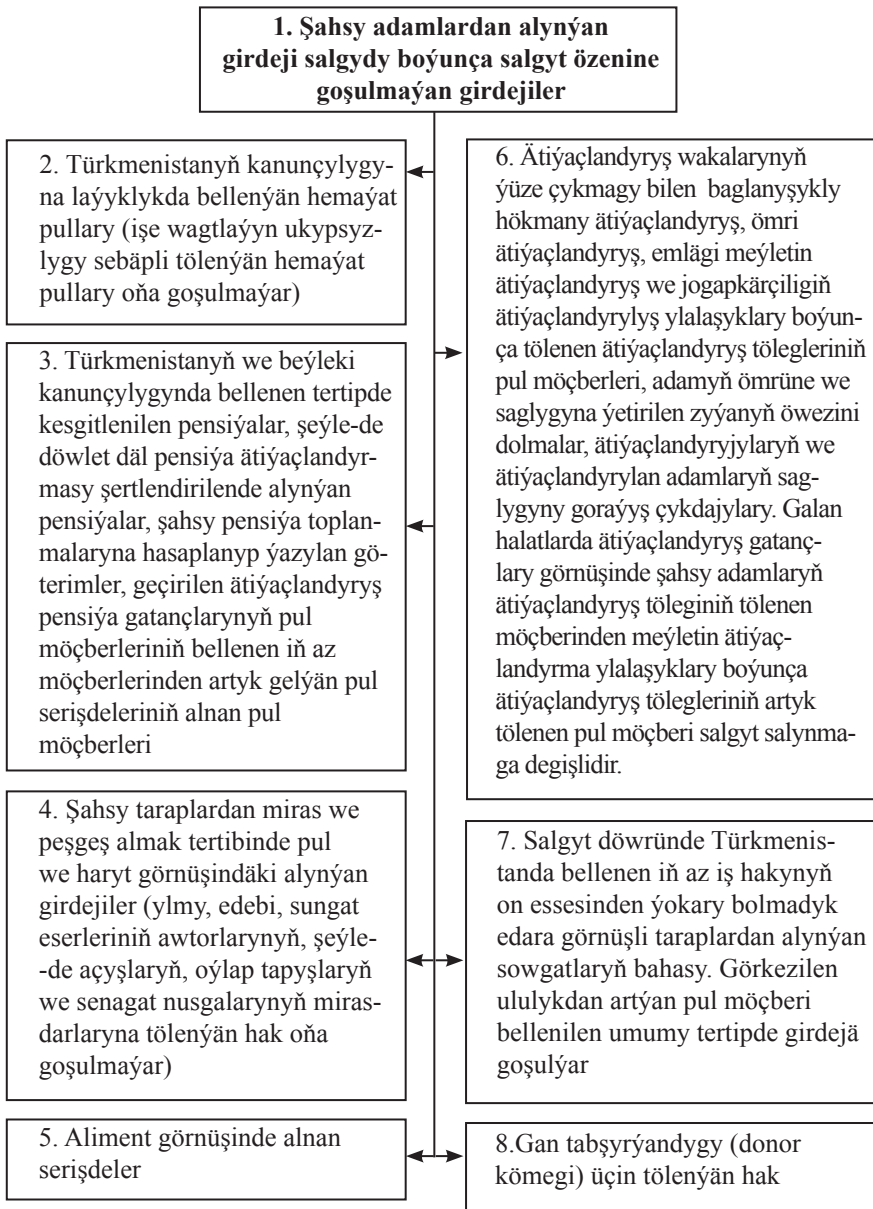 1. Şahsy adamlardan alynýan
girdeji salgydy boýunça salgyt özenine
goşulmaýan girdejiler
2. Türkmenistanyň kanunçylygy-
na laýyklykda bellenýän hemaýat
pullary (işe wagtlaýyn ukypsyz-
lygy sebäpli tölenýän hemaýat
pullary oňa goşulmaýar)
3. Türkmenistanyň we beýleki
kanunçylygynda bellenen tertipde
kesgitlenilen pensiýalar, şeýle-de
döwlet däl pensiýa ätiýaçlandyr-
masy şertlendirilende alynýan
pensiýalar, şahsy pensiýa toplan-
malaryna hasaplanyp ýazylan gö-
terimler, geçirilen ätiýaçlandyryş
pensiýa gatançlarynyň pul
möçberleriniň bellenen iň az
möçberlerinden artyk gelýän pul
serişdeleriniň alnan pul
möçberleri
4. Şahsy taraplardan miras we
peşgeş almak tertibinde pul
we haryt görnüşindäki alynýan
girdejiler (ylmy, edebi, sungat
eserleriniň awtorlarynyň, şeýle-
-de açyşlaryň, oýlap tapyşlaryň
we senagat nusgalarynyň miras-
darlaryna tölenýän hak oňa
goşulmaýar)
5. Aliment görnüşinde alnan
serişdeler
6. Ätiýaçlandyryş wakalarynyň
ýüze çykmagy bilen baglanyşykly
hökmany ätiýaçlandyryş, ömri
ätiýaçlandyryş, emlägi meýletin
ätiýaçlandyryş we jogapkärçiligiň
ätiýaçlandyrylyş ylalaşyklary boýun-
ça tölenen ätiýaçlandyryş tölegleriniň
pul möçberleri, adamyň ömrüne we
saglygyna ýetirilen zyýanyň öwezini
dolmalar, ätiýaçlandyryjylaryň we
ätiýaçlandyrylan adamlaryň sag-
lygyny goraýyş çykdajylary. Galan
halatlarda ätiýaçlandyryş gatanç-
lary görnüşinde şahsy adamlaryň
ätiýaçlandyryş töleginiň tölenen
möçberinden meýletin ätiýaç-
landyrma ylalaşyklary boýunça
ätiýaçlandyryş tölegleriniň artyk
tölenen pul möçberi salgyt salynma-
ga degişlidir.
7. Salgyt döwründe Türkmenis-
tanda bellenen iň az iş hakynyň
on essesinden ýokary bolmadyk
edara görnüşli taraplardan alynýan
sowgatlaryň bahasy. Görkezilen
ululykdan artýan pul möçberi
bellenilen umumy tertipde girdejä
goşulýar
8.Gan tabşyrýandygy (donor
kömegi) üçin tölenýän hak